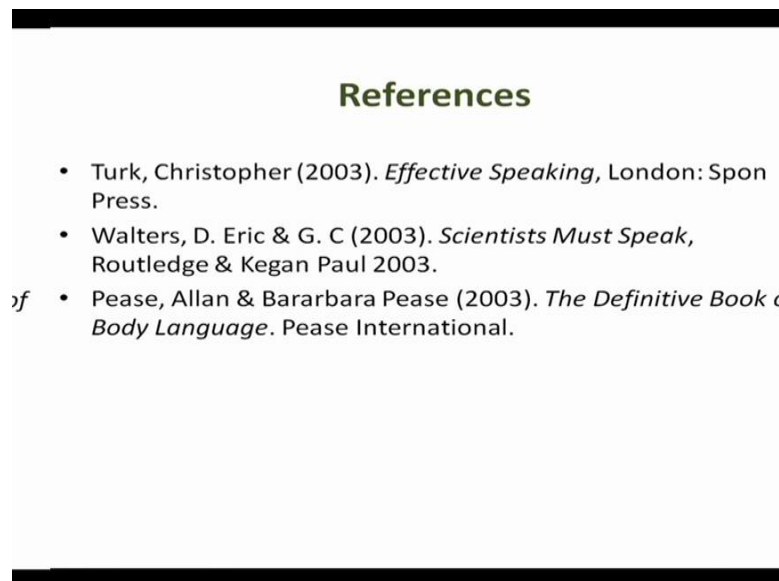 References
• Turk, Christopher (2003). Effective Speaking, London: Spon
Press.
• Walters, D. Eric & G. C (2003). Scientists Must Speak,
Routledge & Kegan Paul 2003.
of • Pease, Allan & Bararbara Pease (2003). The Definitive Book
Body Language. Pease International.